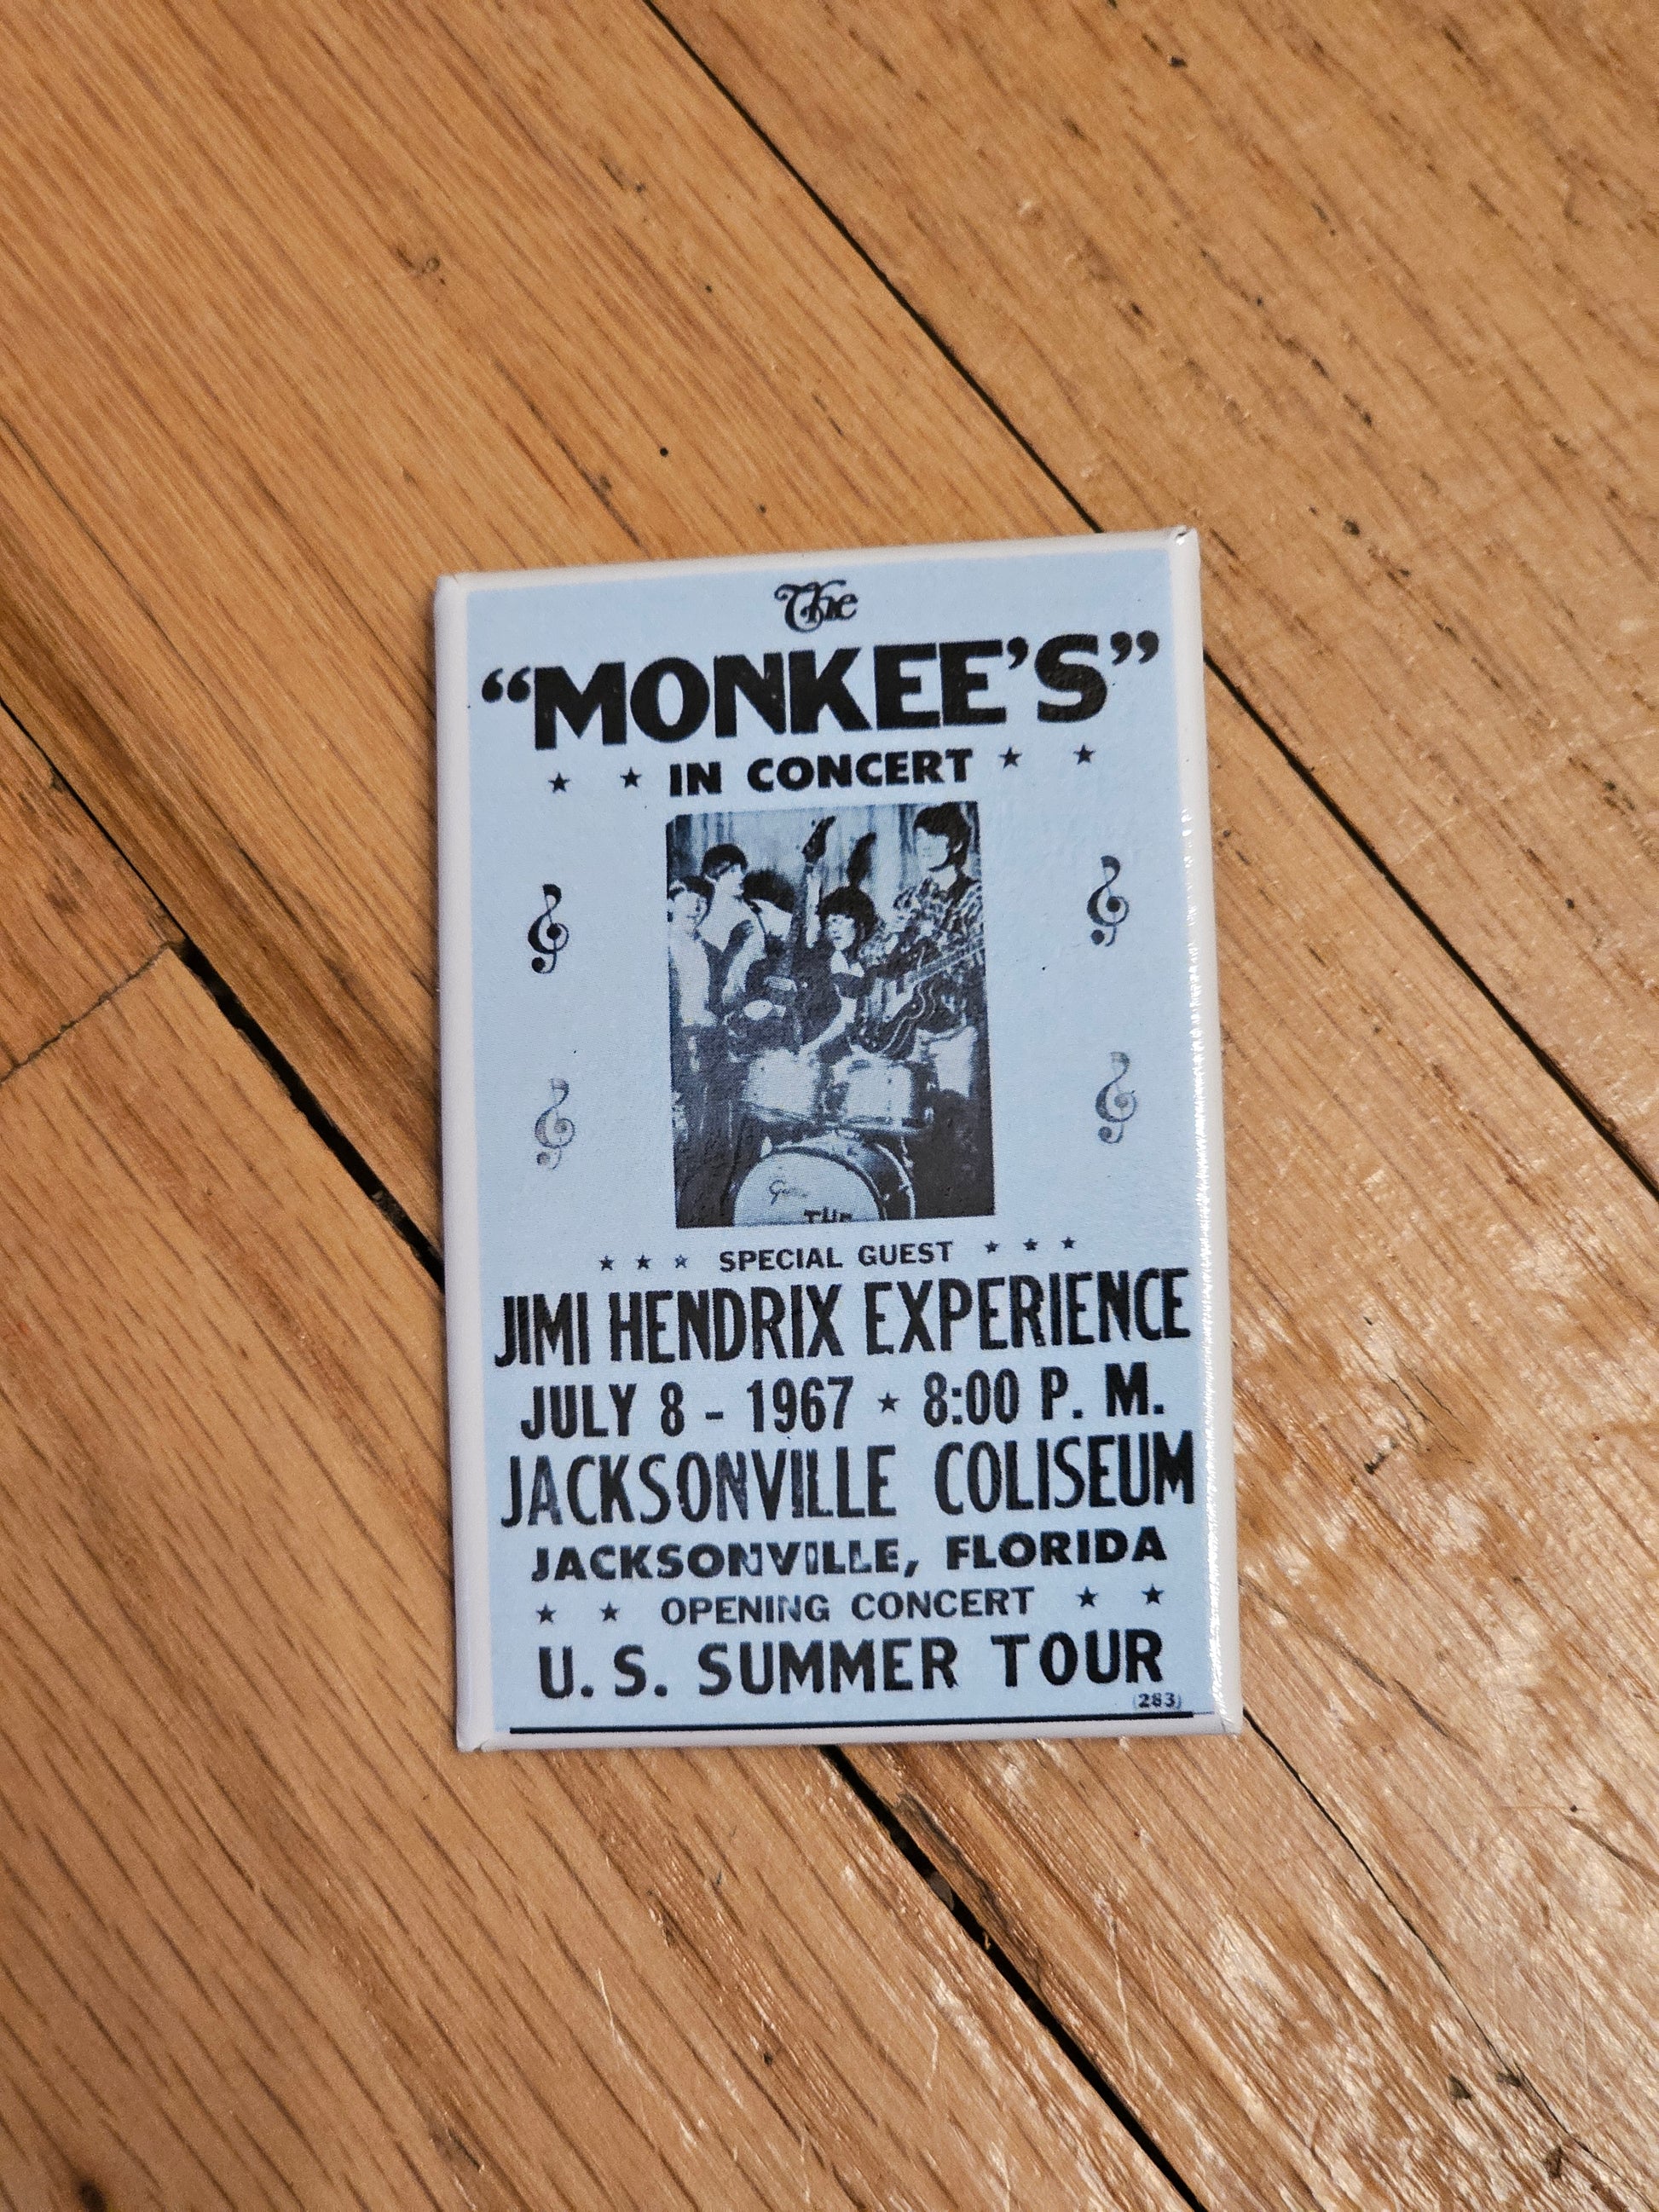 The
“MONKEE’S”
IN CONCERT
THE
SPECIAL GUEST
JIMI HENDRIX EXPERIENCE
JULY 8 - 1967 ★ 8:00 P. M.
JACKSONVILLE COLISEUM
JACKSONVILLE, FLORIDA
OPENING CONCERT
U. S. SUMMER TOUR
(283)